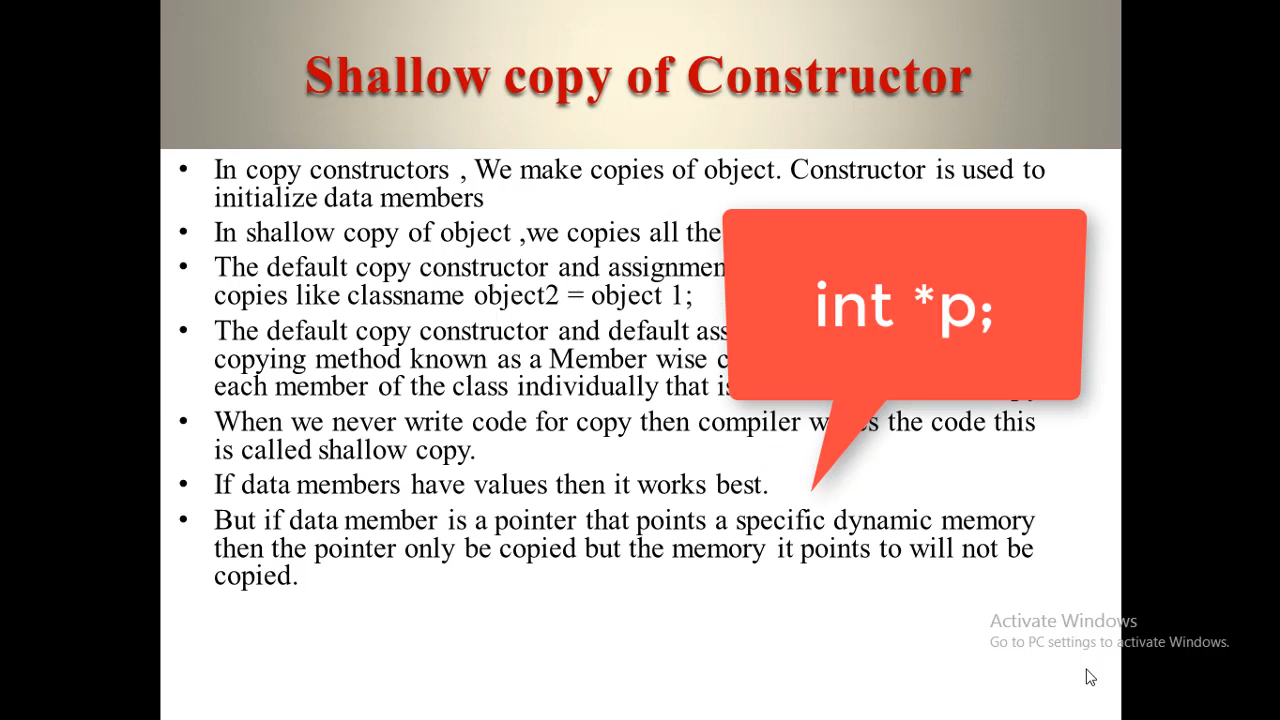 Shallow copy of Constructor
• In copy constructors , We make copies of object. Constructor is used to
initialize data members
• In shallow copy of object ,we copies all the
• The default copy constructor and
copies like classname object2 = object 1;
• The default copy constructor and default
copying method known as a Member wise
each member of the class individually that
• When we never write code for copy then compiler the code this
is called shallow copy.
• If data members have values then it works best.
• But if data member is a pointer that points a specific dynamic memory
then the pointer only be copied but the memory it points to will not be
copied.
int *p;
Activate Windows
Go to PC settings to activate Windows.